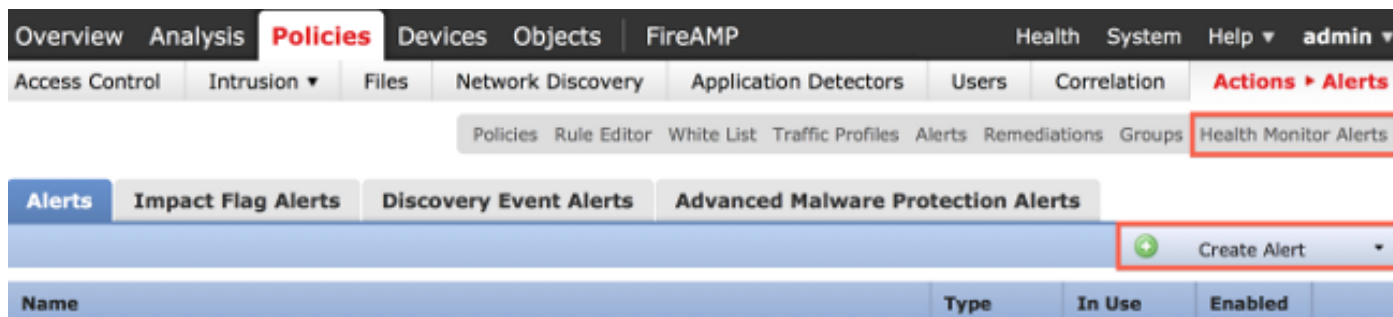 Overview Analysis Policies Devices Objects FireAMP Health System Help ▾ admin ▾
Access Control Intrusion ▾ Files Network Discovery Application Detectors Users Correlation Actions ▸ Alerts
Policies Rule Editor White List Traffic Profiles Alerts Remediations Groups Health Monitor Alerts
Alerts Impact Flag Alerts Discovery Event Alerts Advanced Malware Protection Alerts
Create Alert ▾
Name Type In Use Enabled